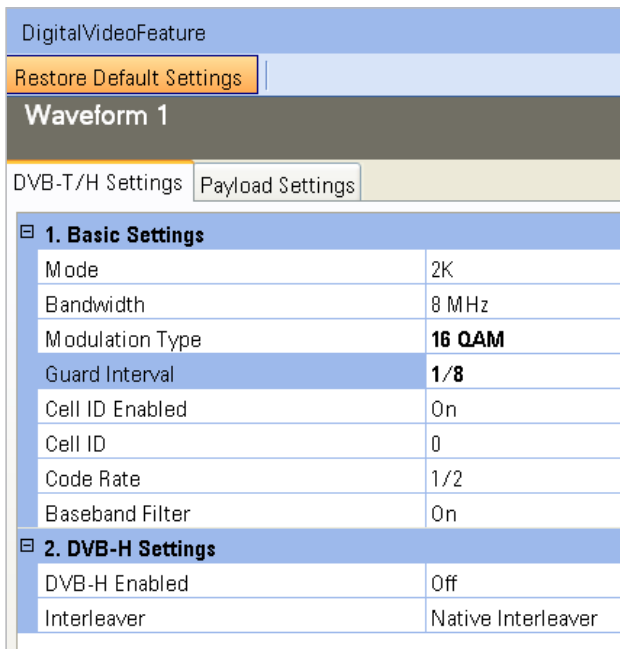 DigitalVideoFeature
Restore Default Settings
Waveform 1
DVB-T/H Settings Payload Settings
1. Basic Settings
Mode 2K
Bandwidth 8 MHz
Modulation Type 16 QAM
Guard Interval 1/8
Cell ID Enabled On
Cell ID 0
Code Rate 1/2
Baseband Filter On
2. DVB-H Settings
DVB-H Enabled Off
Interleaver Native Interleaver